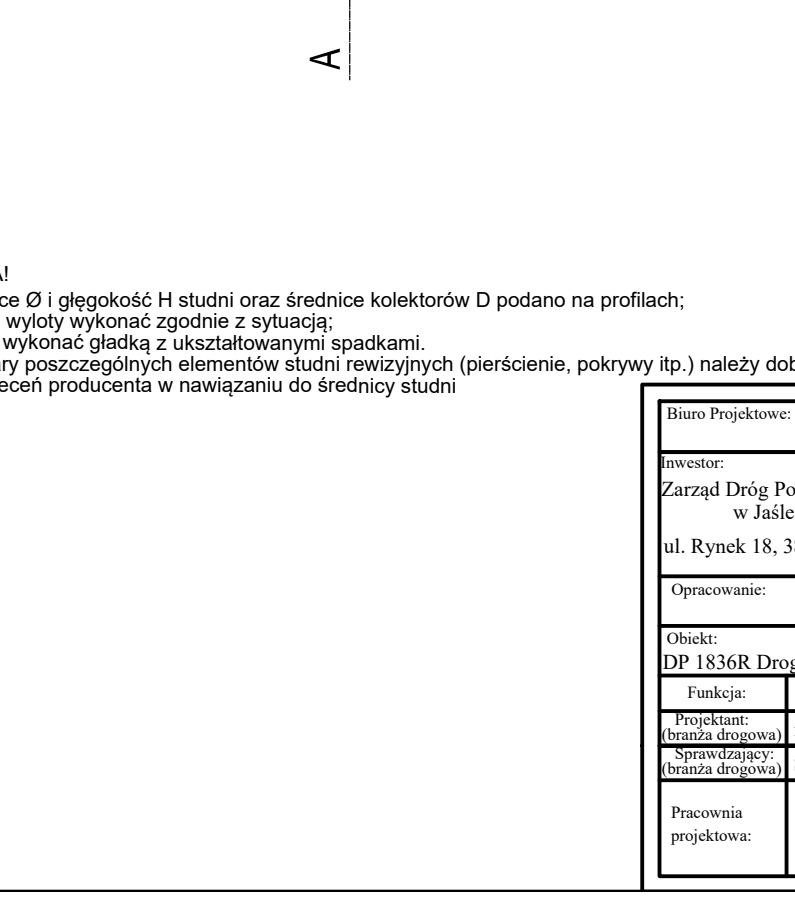 A
A!
ce Ø i głęgokość H studni oraz średnice kolektorów D podano na profilach;
wyloty wykonać zgodnie z sytuacją;
wykonać gładką z ukształtowanymi spadkami.
ry poszczególnych elementów studni rewizyjnych (pierścienie, pokrywy itp.) należy dob
eceń producenta w nawiązaniu do średnicy studni
Biuro Projektowe:
Inwestor:
Zarząd Dróg Po
w Jaśle
ul. Rynek 18, 3
Opracowanie:
Obiekt:
DP 1836R Drog
Funkcja:
Projektant:
(branża drogowa)
Sprawdzający:
(branża drogowa)
Pracownia
projektowa: